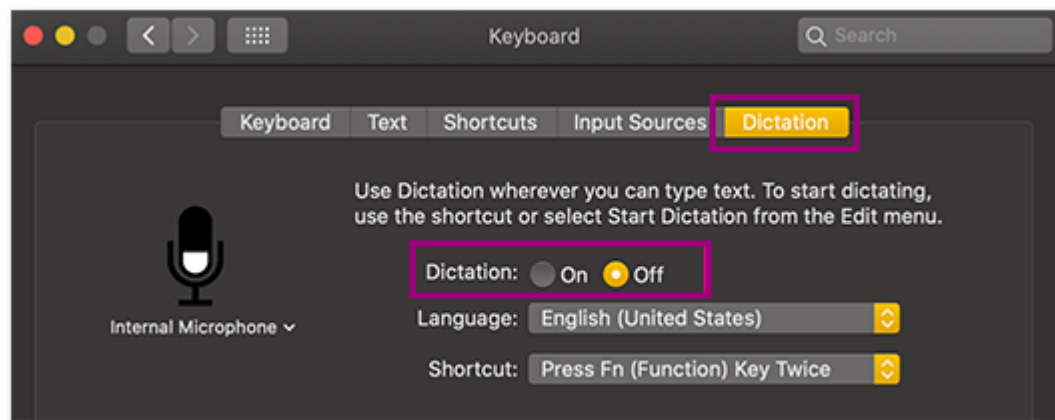 Keyboard
Search
Keyboard Text Shortcuts Input Sources Dictation
Use Dictation wherever you can type text. To start dictating,
use the shortcut or select Start Dictation from the Edit menu.
Dictation: On Off
Internal Microphone
Language: English (United States)
Shortcut: Press Fn (Function) Key Twice